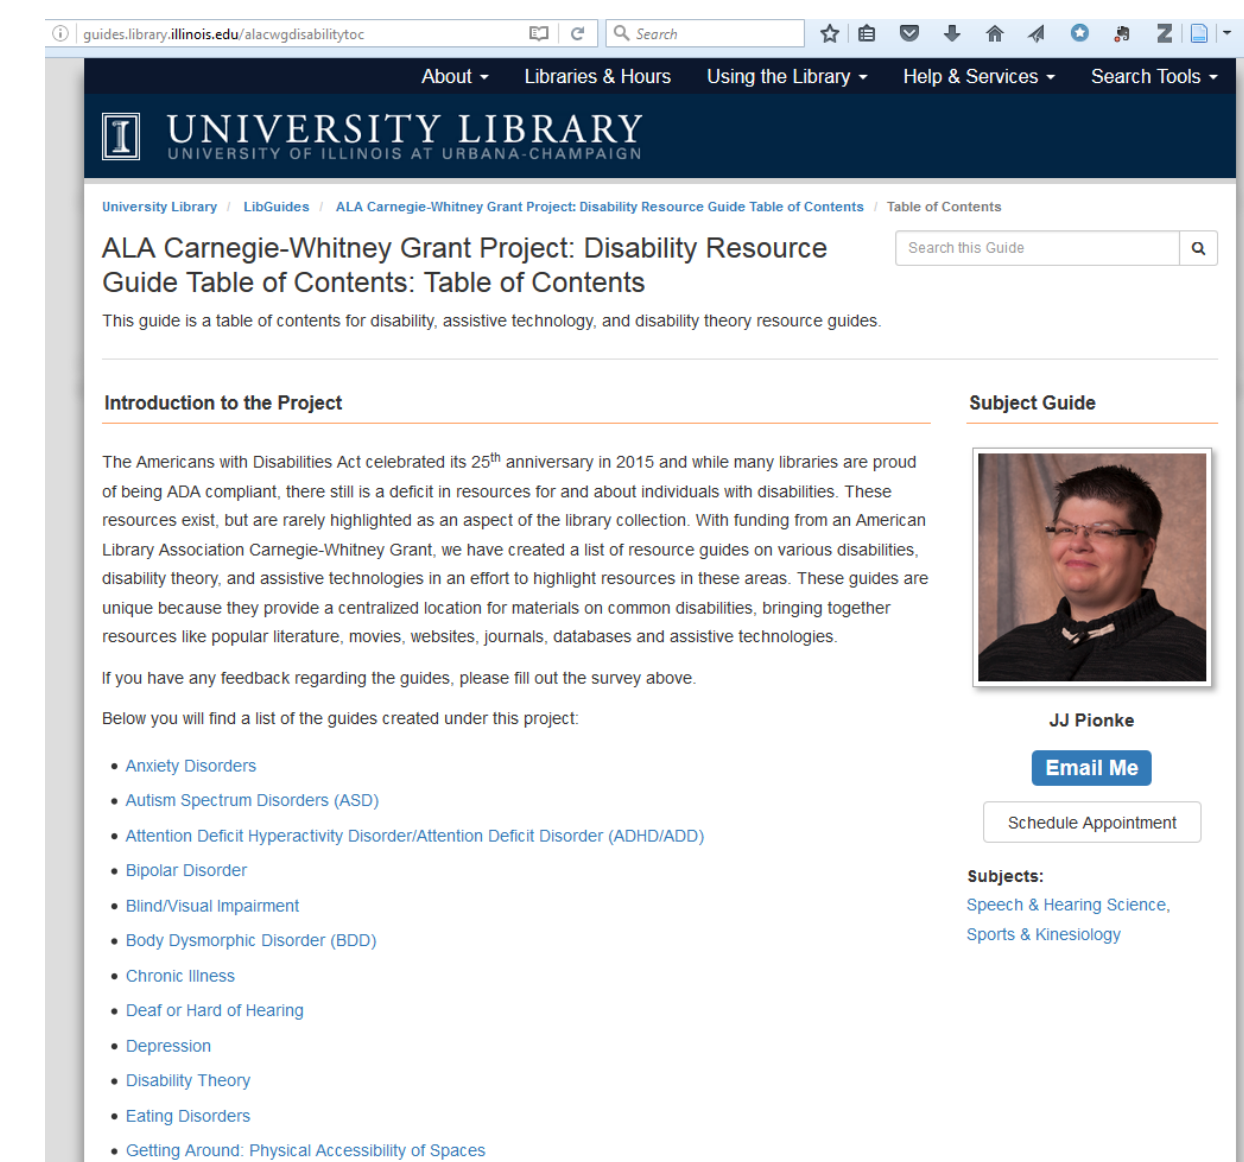 guides.library.illinois.edu/alacwgdisabilitytoc
Search
About
Libraries & Hours
Using the Library
Help & Services
Search Tools
I
UNIVERSITY LIBRARY
UNIVERSITY OF ILLINOIS AT URBANA-CHAMPAIGN
University Library / LibGuides / ALA Carnegie-Whitney Grant Project: Disability Resource Guide Table of Contents / Table of Contents
ALA Carnegie-Whitney Grant Project: Disability Resource
Guide Table of Contents: Table of Contents
Search this Guide
This guide is a table of contents for disability, assistive technology, and disability theory resource guides.
Introduction to the Project
The Americans with Disabilities Act celebrated its 25th anniversary in 2015 and while many libraries are proud
of being ADA compliant, there still is a deficit in resources for and about individuals with disabilities. These
resources exist, but are rarely highlighted as an aspect of the library collection. With funding from an American
Library Association Carnegie-Whitney Grant, we have created a list of resource guides on various disabilities,
disability theory, and assistive technologies in an effort to highlight resources in these areas. These guides are
unique because they provide a centralized location for materials on common disabilities, bringing together
resources like popular literature, movies, websites, journals, databases and assistive technologies.
If you have any feedback regarding the guides, please fill out the survey above.
Below you will find a list of the guides created under this project:
• Anxiety Disorders
• Autism Spectrum Disorders (ASD)
• Attention Deficit Hyperactivity Disorder/Attention Deficit Disorder (ADHD/ADD)
• Bipolar Disorder
• Blind/Visual Impairment
• Body Dysmorphic Disorder (BDD)
• Chronic Illness
• Deaf or Hard of Hearing
• Depression
• Disability Theory
• Eating Disorders
• Getting Around: Physical Accessibility of Spaces
Subject Guide
JJ Pionke
Email Me
Schedule Appointment
Subjects:
Speech & Hearing Science,
Sports & Kinesiology